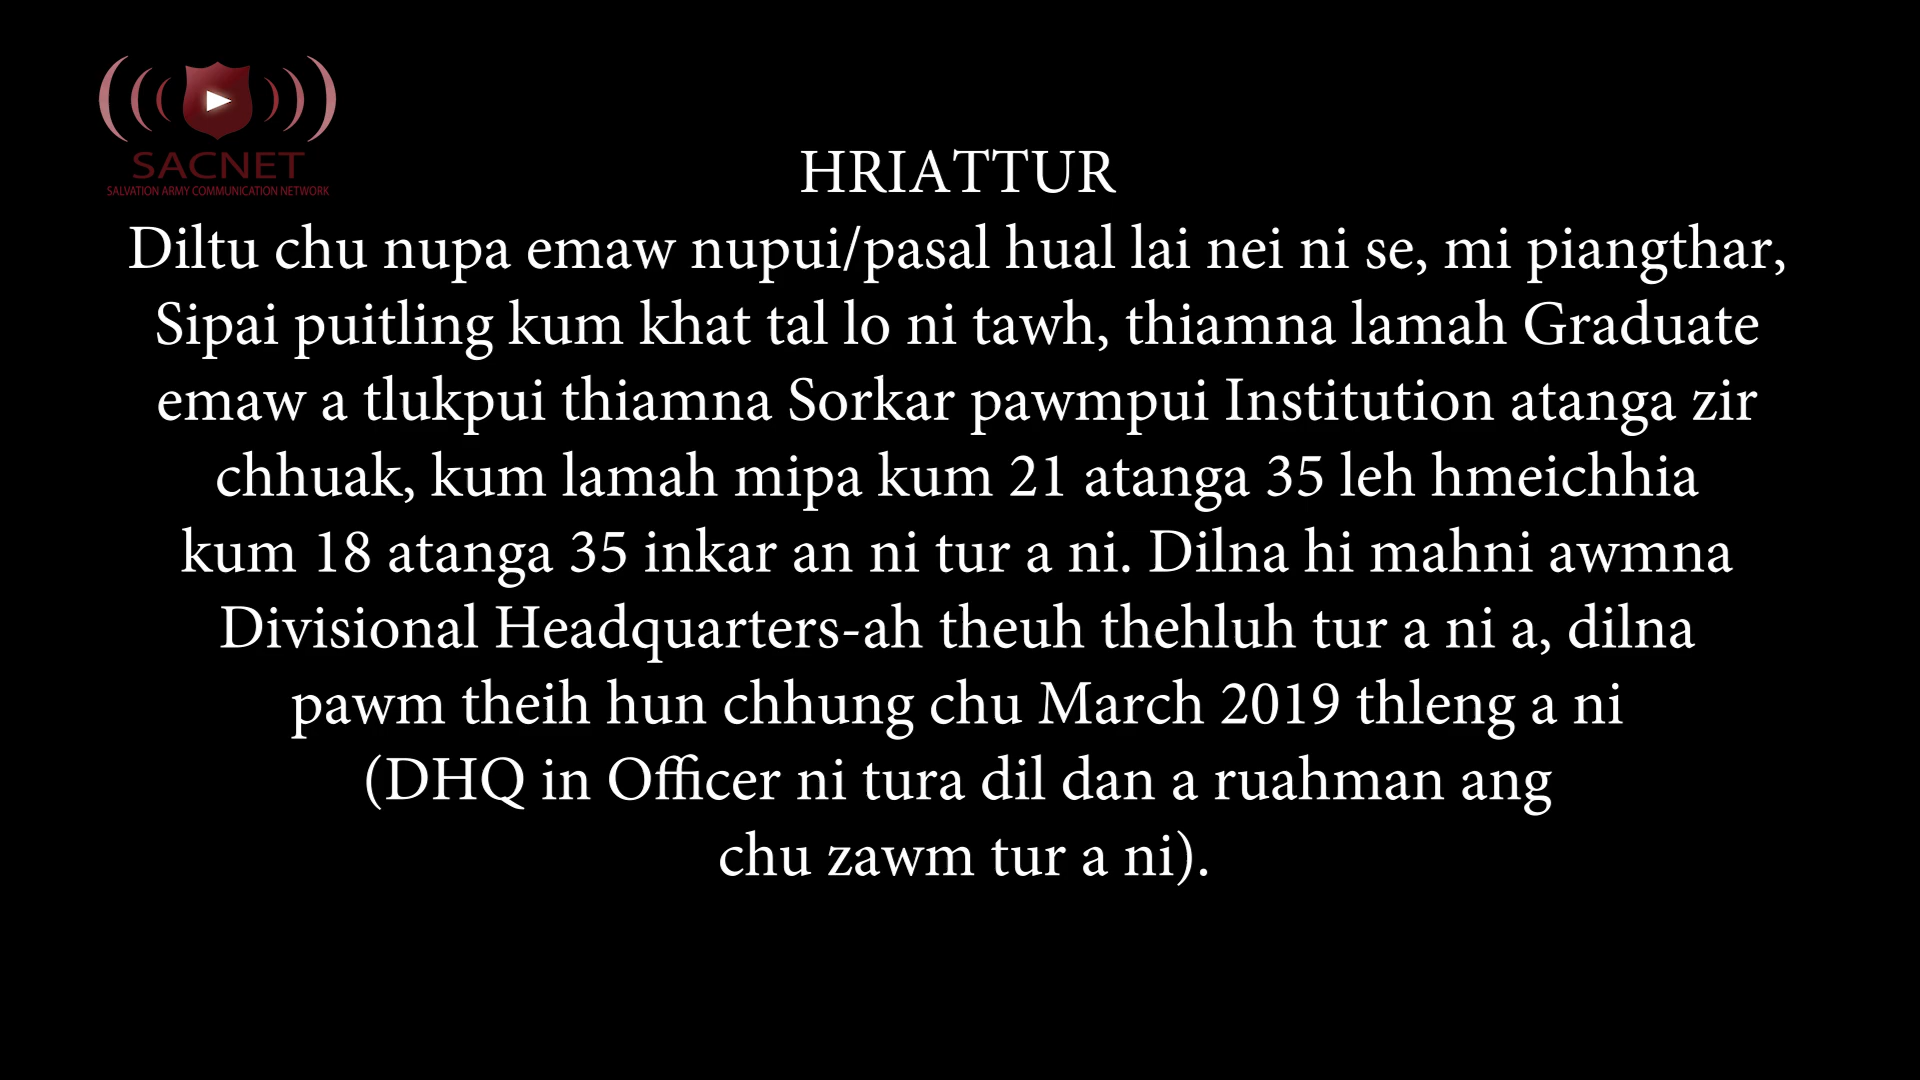 SACNET
SALVATION ARMY COMMUNICATION NETWORK
HRIATTUR
Diltu chu nupa emaw nupui/pasal hual lai nei ni se, mi piangthar,
Sipai puitling kum khat tal lo ni tawh, thiamna lamah Graduate
emaw a tlukpui thiamna Sorkar pawmpui Institution atanga zir
chhuak, kum lamah mipa kum 21 atanga 35 leh hmeichhia
kum 18 atanga 35 inkar an ni tur a ni. Dilna hi mahni awmna
Divisional Headquarters-ah theuh thehluh tur a ni a, dilna
pawm theih hun chhung chu March 2019 thleng a ni
(DHQ in Officer ni tura dil dan a ruahman ang
chu zawm tur a ni).